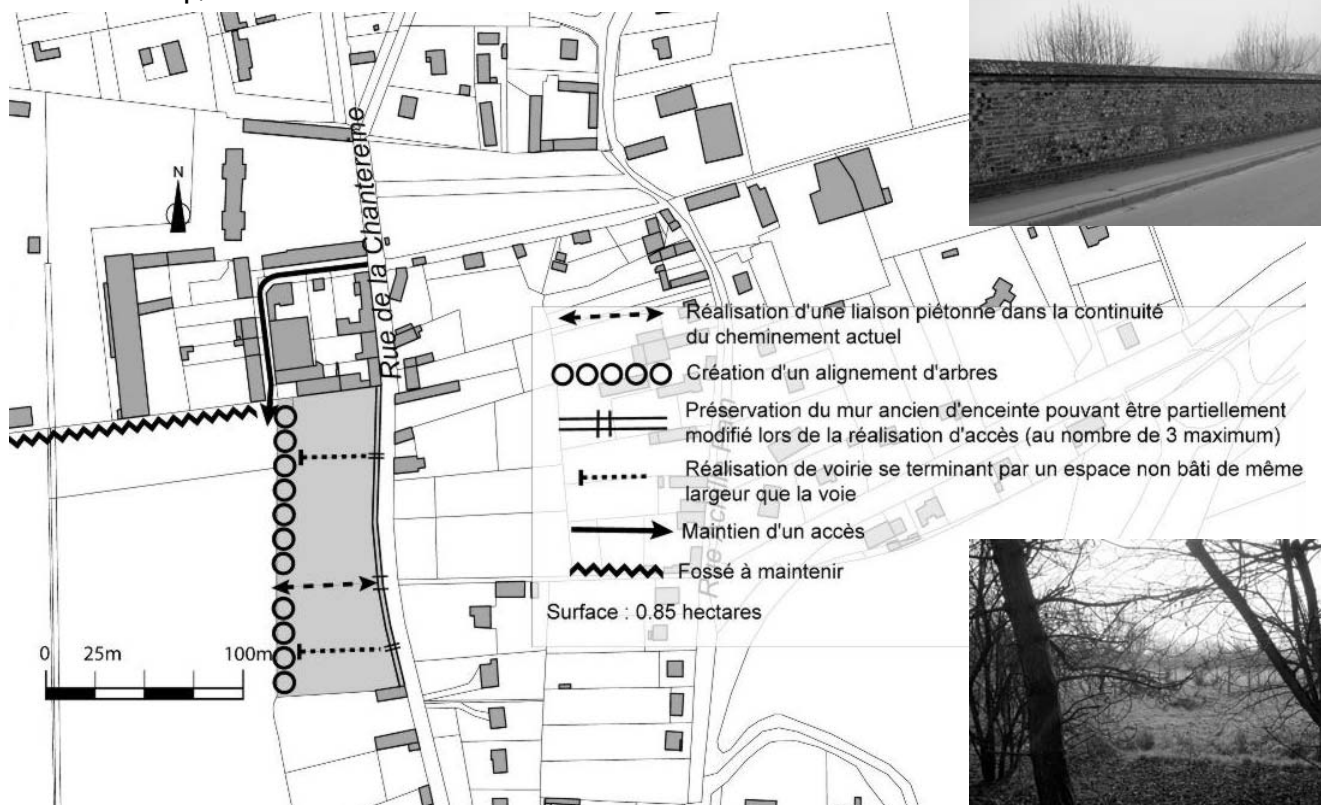 N
Rue de la Chantereine
Réalisation d'une liaison piétonne dans la continuité
du cheminement actuel
Création d'un alignement d'arbres
Préservation du mur ancien d'enceinte pouvant être partiellement
modifié lors de la réalisation d'accès (au nombre de 3 maximum)
Réalisation de voirie se terminant par un espace non bâti de même
largeur que la voie
Maintien d'un accès
Fossé à maintenir
Surface : 0.85 hectares
Rue
0 25m 100m